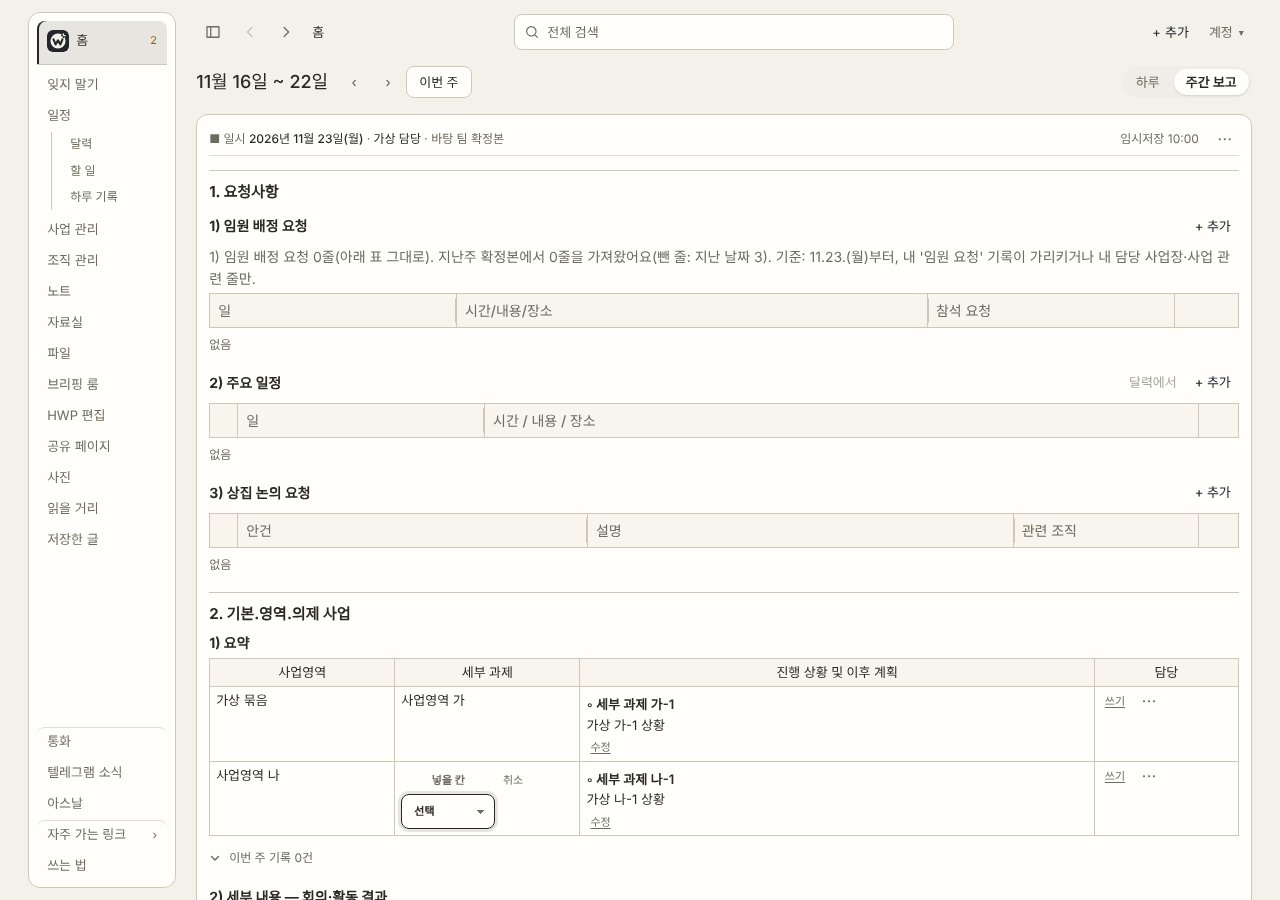 홈
2
잊지 말기
일정
달력
할 일
하루 기록
사업 관리
조직 관리
노트
자료실
파일
브리핑 룸
HWP 편집
공유 페이지
사진
읽을 거리
저장한 글
통화
텔레그램 소식
아스날
자주 가는 링크 ›
쓰는 법
홈
전체 검색
+ 추가
계정 ▾
11월 16일 ~ 22일
‹ ›
이번 주
하루
주간 보고
■ 일시 2026년 11월 23일(월) · 가상 담당 · 바탕 팀 확정본
임시저장 10:00
⋯
1. 요청사항
1) 임원 배정 요청
+ 추가
1) 임원 배정 요청 0줄(아래 표 그대로). 지난주 확정본에서 0줄을 가져왔어요(뺀 줄: 지난 날짜 3). 기준: 11.23.(월)부터, 내 '임원 요청' 기록이 가리키거나 내 담당 사업장·사업 관
련 줄만.
일
시간/내용/장소
참석 요청
없음
2) 주요 일정
달력에서
+ 추가
일
시간 / 내용 / 장소
없음
3) 상집 논의 요청
+ 추가
안건
설명
관련 조직
없음
2. 기본.영역.의제 사업
1) 요약
사업영역
세부 과제
진행 상황 및 이후 계획
담당
가상 묶음
사업영역 가
∘ 세부 과제 가-1
가상 가-1 상황
수정
쓰기 ⋯
사업영역 나
넣을 칸
취소
선택
∘ 세부 과제 나-1
가상 나-1 상황
수정
쓰기 ⋯
이번 주 기록 0건
2) 세부 내용 — 회의·활동 결과